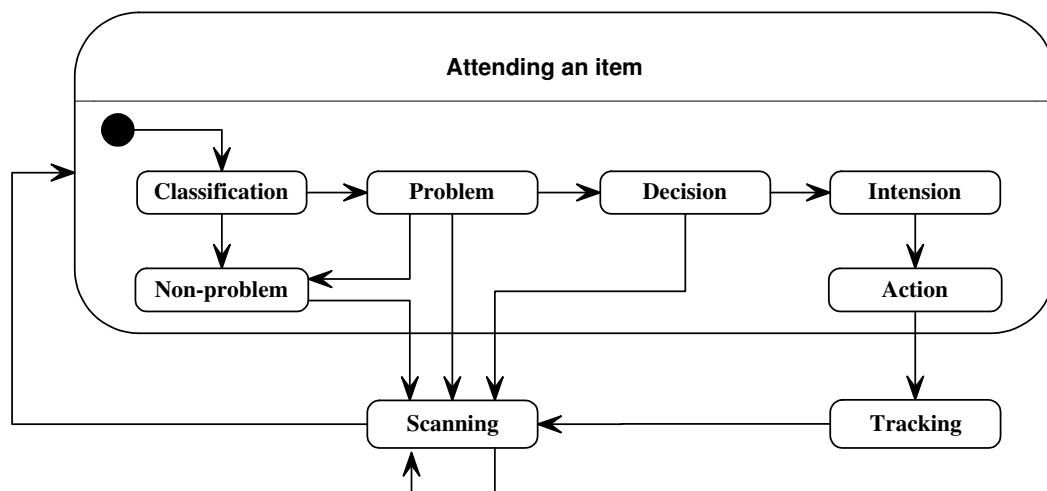 Attending an item
Classification
Problem
Decision
Intension
Non-problem
Action
Scanning
Tracking